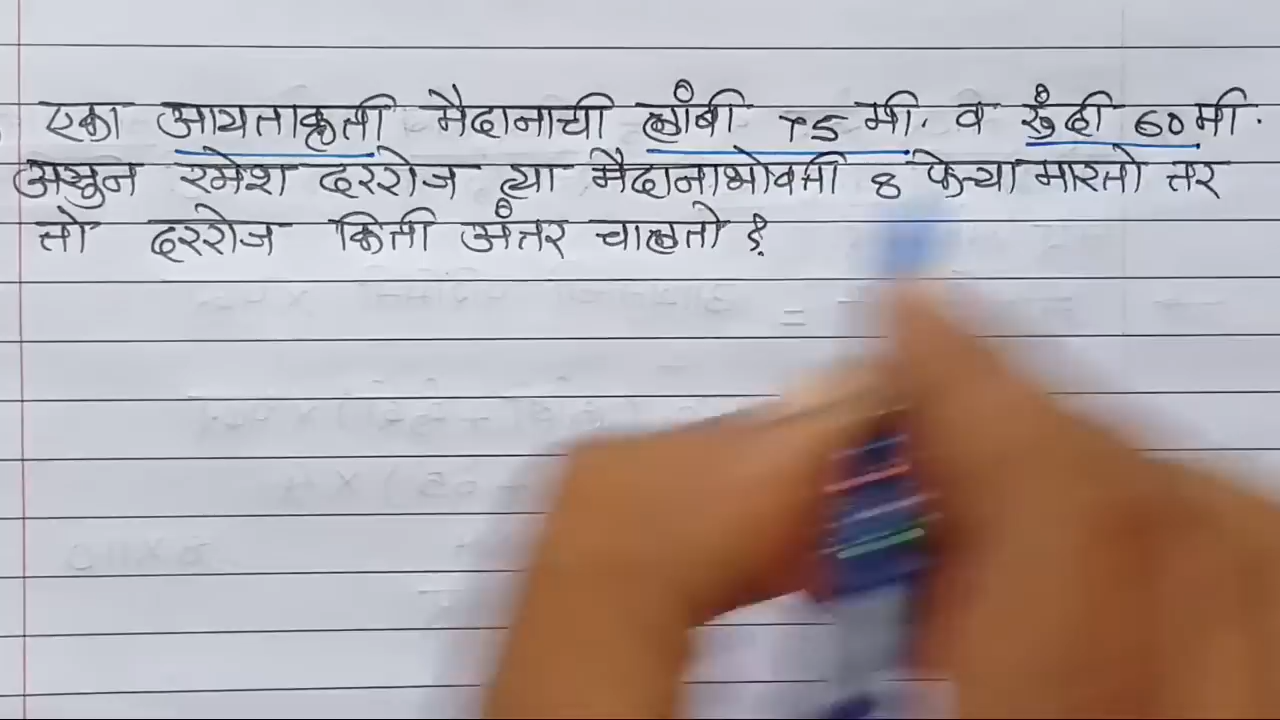 एका आयताकृती मैदानाची लांबी 75 मी. व रुंदी 60 मी.
असुन रमेश दररोज त्या मैदानाभोवती 8 फेऱ्या मारतो तर
तो दररोज किती अंतर चालतो ?